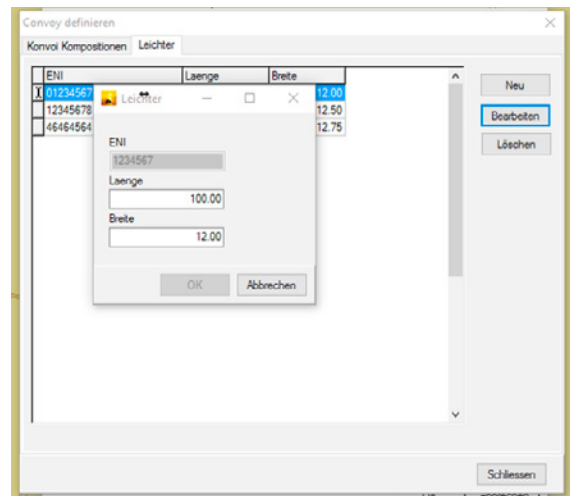 Convoy definieren
Konvoi Kompostionen Leichter
ENI Laenge Breite
01234567 12.00
12345678 12.50
46464564 12.75
Neu
Bearbeiten
Löschen
Leichter
ENI
1234567
Laenge
100.00
Breite
12.00
OK Abbrechen
Schliessen